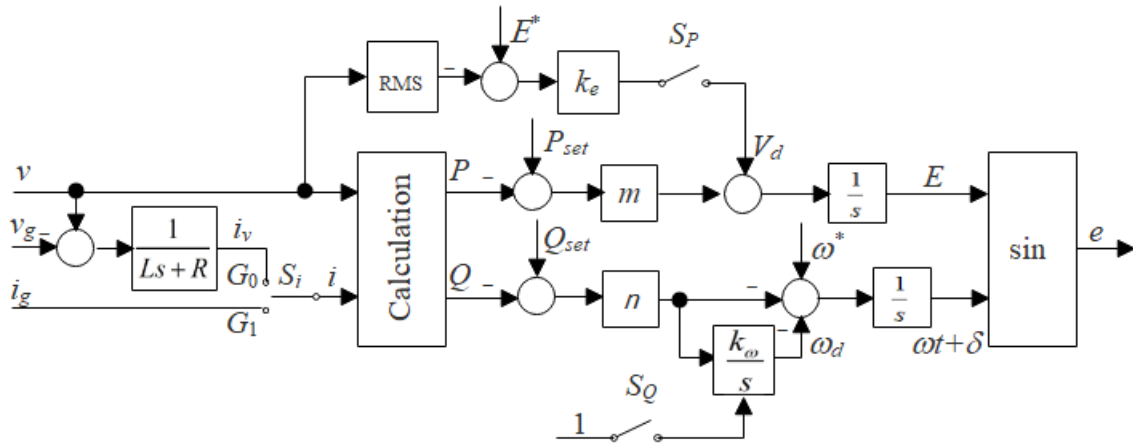 E*
S_P
RMS
-
k_e
P_set
V_d
v
P
-
m
1/s
E
v_g
-
1/(Ls + R)
i_v
Calculation
Q_set
ω*
sin
e
G_0
S_i
i
i_g
G_1
Q
-
n
-
1/s
-
k_ω/s
ω_d
ωt+δ
S_Q
1